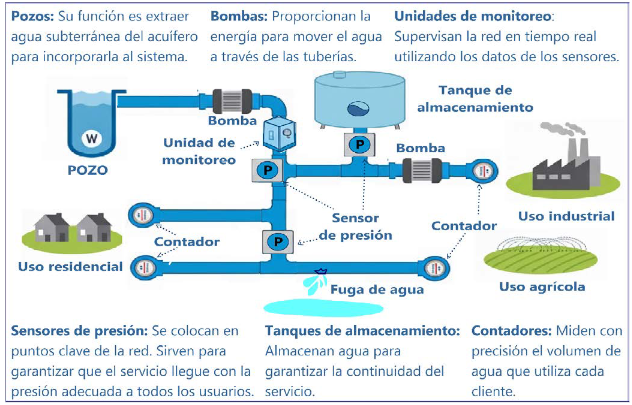 Pozos: Su función es extraer
agua subterránea del acuífero
para incorporarla al sistema.
Bombas: Proporcionan la
energía para mover el agua
a través de las tuberías.
Unidades de monitoreo:
Supervisan la red en tiempo real
utilizando los datos de los sensores.
Tanque de
almacenamiento
Bomba
W
POZO
Unidad de
monitoreo
P
Bomba
P
Uso industrial
Sensor
de presión
Contador
Contador
P
Uso residencial
Uso agrícola
Fuga de agua
Sensores de presión: Se colocan en
puntos clave de la red. Sirven para
garantizar que el servicio llegue con la
presión adecuada a todos los usuarios.
Tanques de almacenamiento:
Almacenan agua para
garantizar la continuidad del
servicio.
Contadores: Miden con
precisión el volumen de
agua que utiliza cada
cliente.